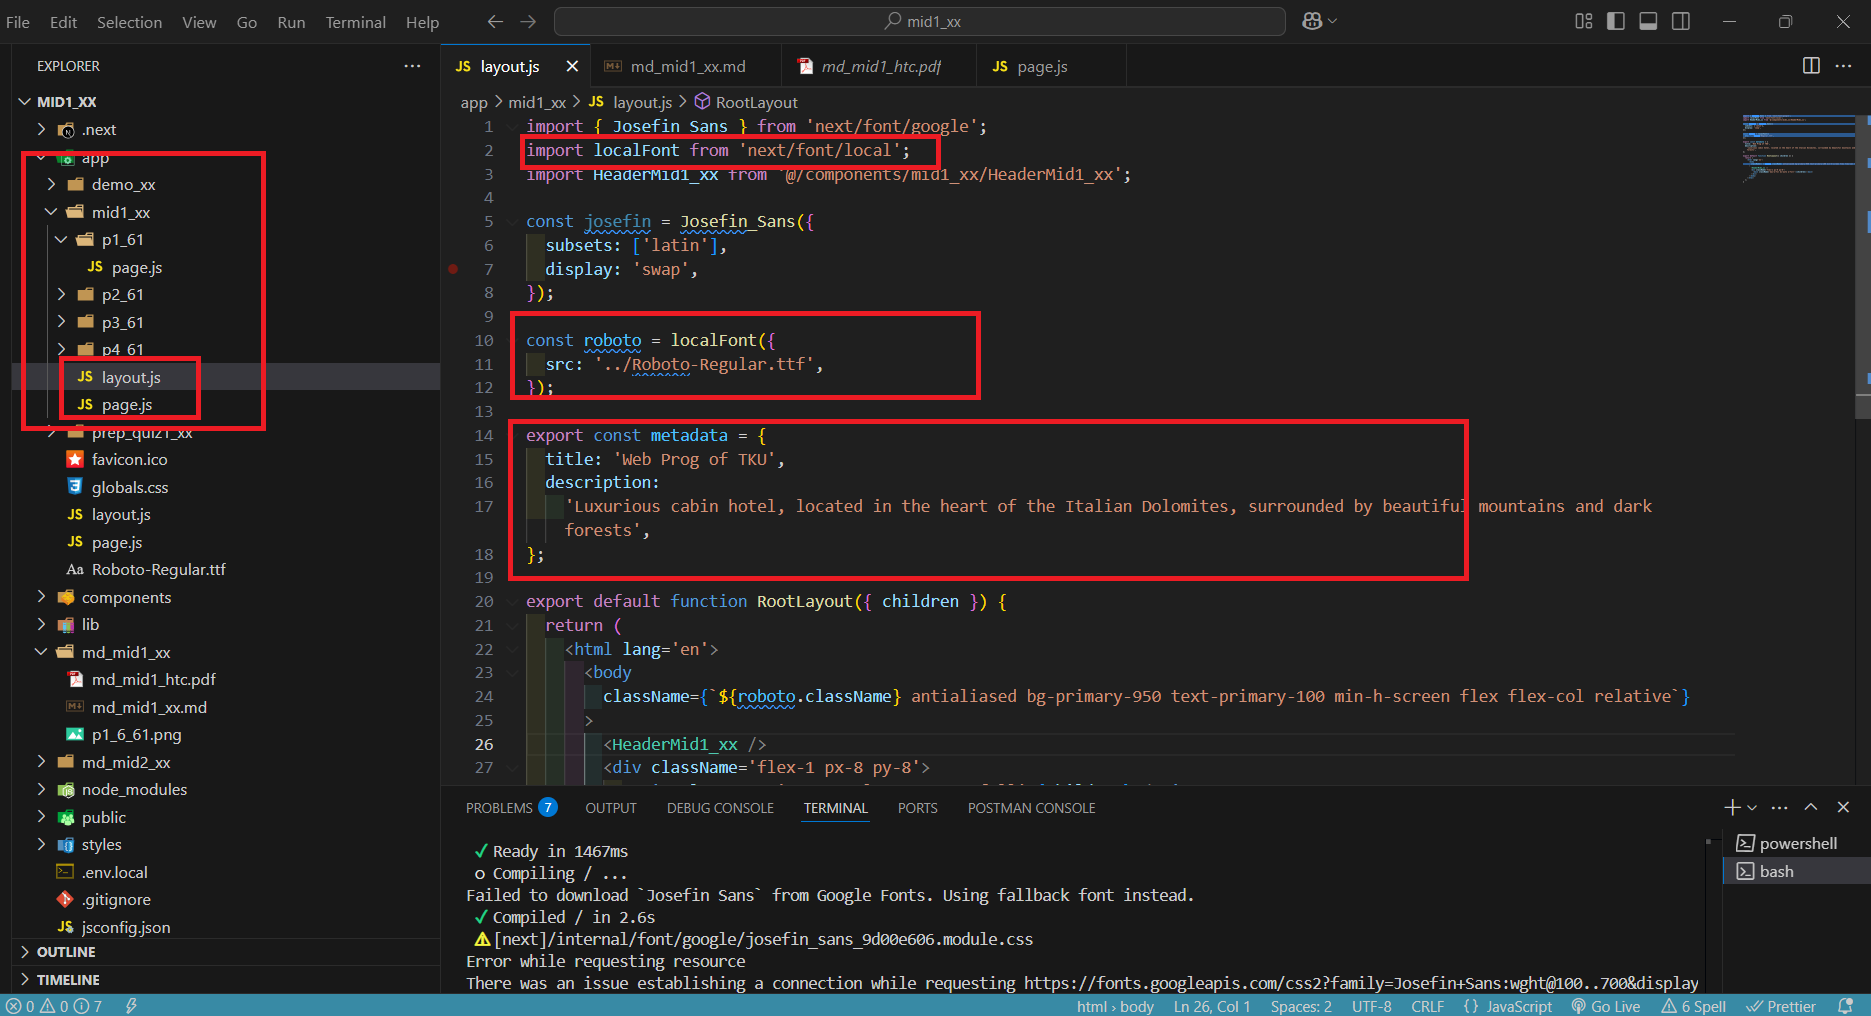 File Edit Selection View Go Run Terminal Help
mid1_xx
EXPLORER
MID1_XX
.next
app
demo_xx
mid1_xx
p1_61
JS page.js
p2_61
p3_61
p4_61
JS layout.js
JS page.js
prep_quiz1_xx
favicon.ico
globals.css
JS layout.js
JS page.js
Aa Roboto-Regular.ttf
components
lib
md_mid1_xx
md_mid1_htc.pdf
md_mid1_xx.md
p1_6_61.png
md_mid2_xx
node_modules
public
styles
.env.local
.gitignore
JS jsconfig.json
OUTLINE
TIMELINE
JS layout.js
md_mid1_xx.md
md_mid1_htc.pdf
JS page.js
app > mid1_xx > JS layout.js > RootLayout
1 import { Josefin_Sans } from 'next/font/google';
2 import localFont from 'next/font/local';
3 import HeaderMid1_xx from '@/components/mid1_xx/HeaderMid1_xx';
4
5 const josefin = Josefin_Sans({
6 subsets: ['latin'],
7 display: 'swap',
8 });
9
10 const roboto = localFont({
11 src: '../Roboto-Regular.ttf',
12 });
13
14 export const metadata = {
15 title: 'Web Prog of TKU',
16 description:
17 'Luxurious cabin hotel, located in the heart of the Italian Dolomites, surrounded by beautiful mountains and dark
forests',
18 };
19
20 export default function RootLayout({ children }) {
21 return (
22 <html lang='en'>
23 <body
24 className={`${roboto.className} antialiased bg-primary-950 text-primary-100 min-h-screen flex flex-col relative`}
25 >
26 <HeaderMid1_xx />
27 <div className='flex-1 px-8 py-8'>
PROBLEMS 7 OUTPUT DEBUG CONSOLE TERMINAL PORTS POSTMAN CONSOLE
✓ Ready in 1467ms
○ Compiling / ...
Failed to download `Josefin Sans` from Google Fonts. Using fallback font instead.
✓ Compiled / in 2.6s
⚠ [next]/internal/font/google/josefin_sans_9d00e606.module.css
Error while requesting resource
There was an issue establishing a connection while requesting https://fonts.googleapis.com/css2?family=Josefin+Sans:wght@100..700&display
powershell
bash
0 0 7
html › body Ln 26, Col 1 Spaces: 2 UTF-8 CRLF {} JavaScript Go Live 6 Spell Prettier